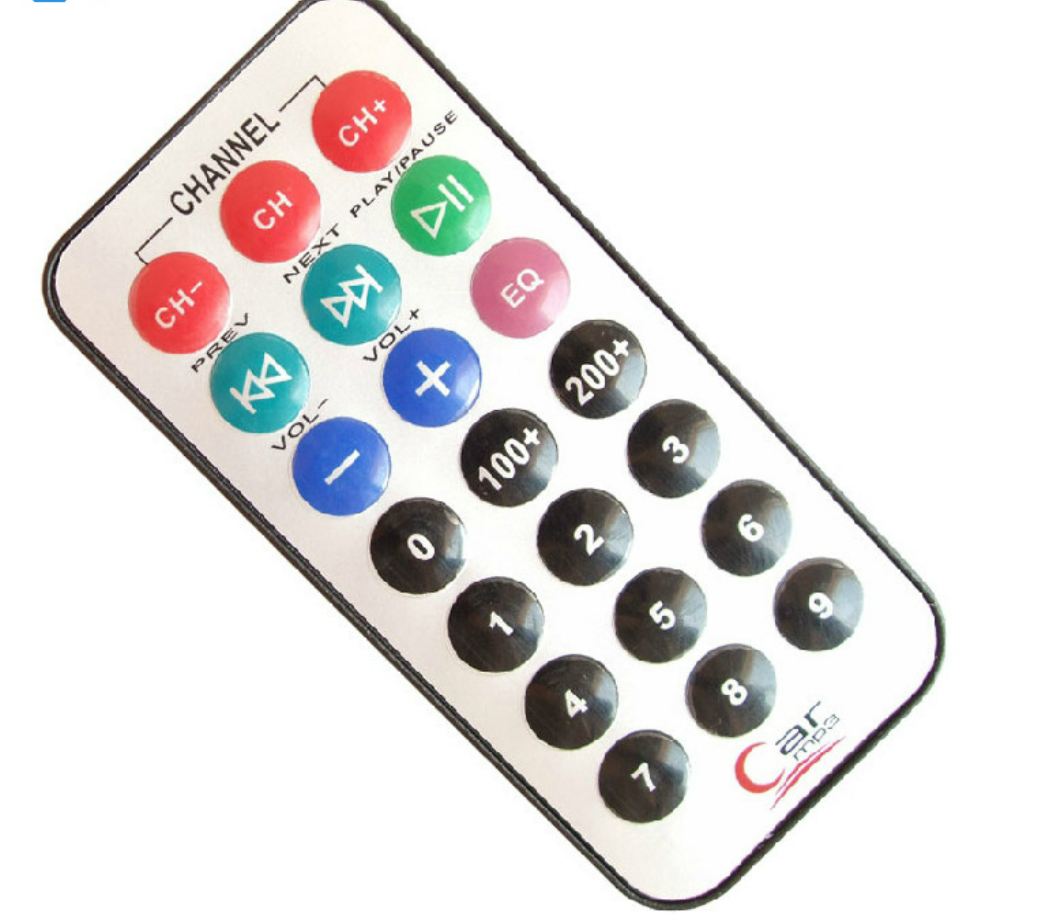 CHANNEL
CH- CH CH+
PREV NEXT PLAY/PAUSE
VOL- VOL+ EQ
0 100+ 200+
1 2 3
4 5 6
7 8 9
Car
mp3